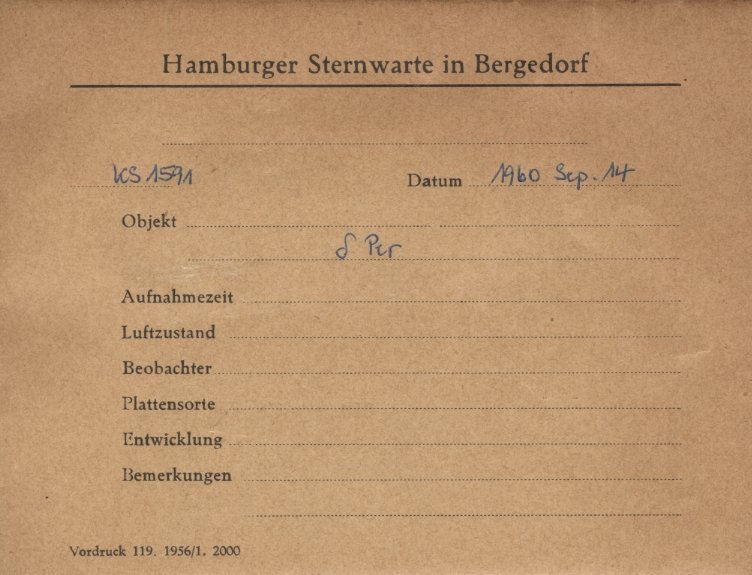 Hamburger Sternwarte in Bergedorf
KS 1591 Datum 1960 Sep. 14
Objekt
δ Per
Aufnahmezeit
Luftzustand
Beobachter
Plattensorte
Entwicklung
Bemerkungen
Vordruck 119. 1956/1. 2000